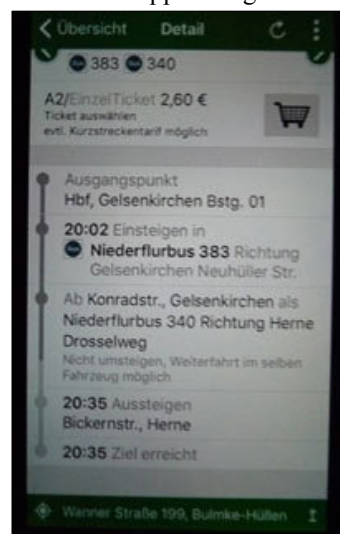 Übersicht Detail
383 340
A2/EinzelTicket 2,60 €
Ticket auswählen
evtl. Kurzstreckentarif möglich
Ausgangspunkt
Hbf, Gelsenkirchen Bstg. 01
20:02 Einsteigen in
Niederflurbus 383 Richtung
Gelsenkirchen Neuhüller Str.
Ab Konradstr., Gelsenkirchen als
Niederflurbus 340 Richtung Herne
Drosselweg
Nicht umsteigen, Weiterfahrt im selben
Fahrzeug möglich
20:35 Aussteigen
Bickernstr., Herne
20:35 Ziel erreicht
Wanner Straße 199, Bulmke-Hüllen